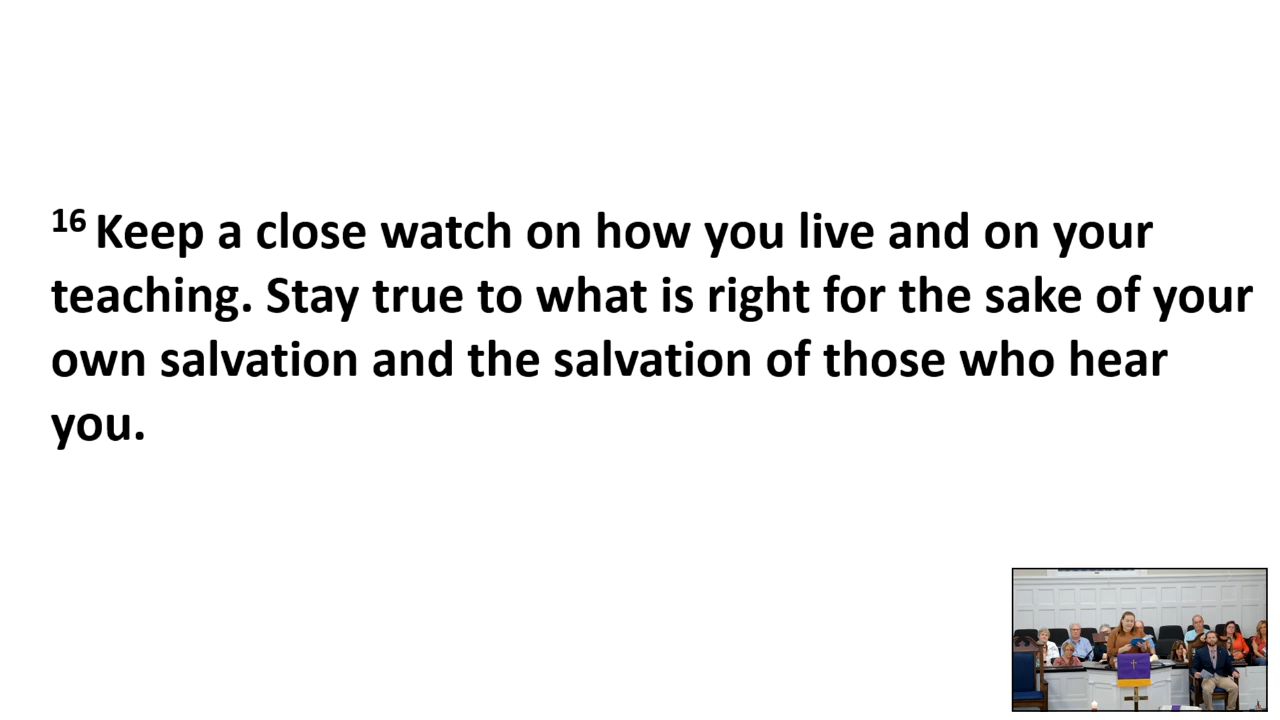 16 Keep a close watch on how you live and on your
teaching. Stay true to what is right for the sake of your
own salvation and the salvation of those who hear
you.